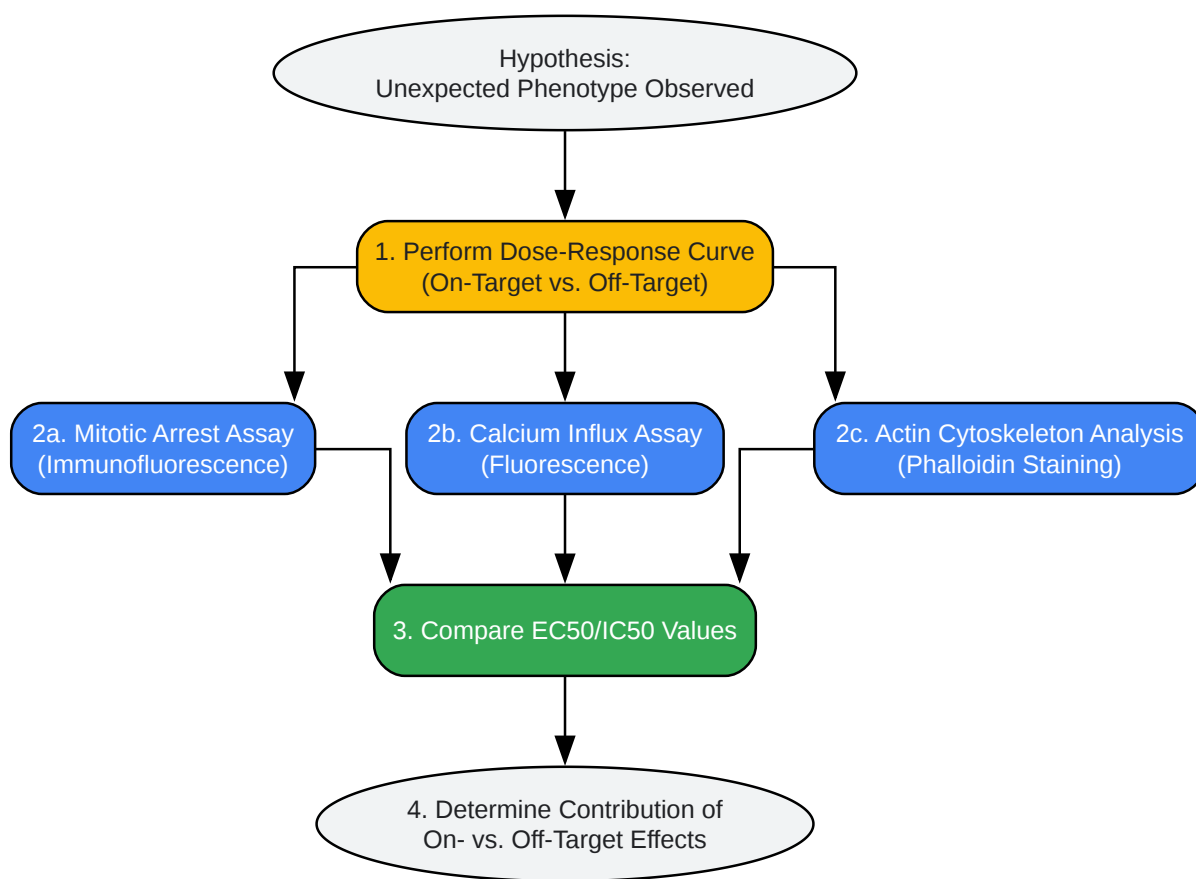 Hypothesis:
Unexpected Phenotype Observed
1. Perform Dose-Response Curve
(On-Target vs. Off-Target)
2a. Mitotic Arrest Assay
(Immunofluorescence)
2b. Calcium Influx Assay
(Fluorescence)
2c. Actin Cytoskeleton Analysis
(Phalloidin Staining)
3. Compare EC50/IC50 Values
4. Determine Contribution of
On- vs. Off-Target Effects